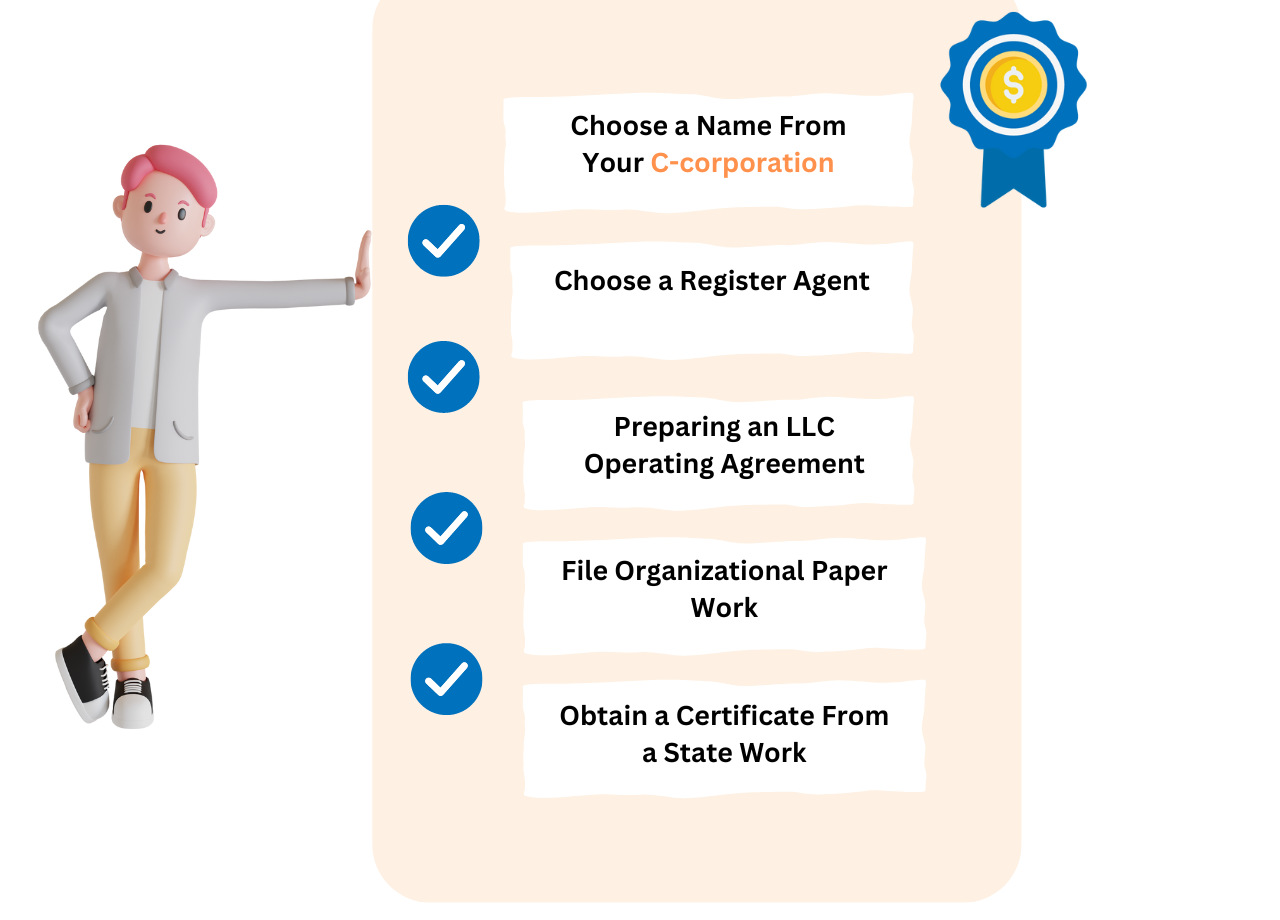 Choose a Name From
Your C-corporation
Choose a Register Agent
Preparing an LLC
Operating Agreement
File Organizational Paper
Work
Obtain a Certificate From
a State Work
$